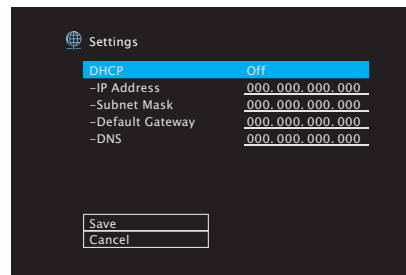 Settings
DHCP Off
–IP Address 000. 000. 000. 000
–Subnet Mask 000. 000. 000. 000
–Default Gateway 000. 000. 000. 000
–DNS 000. 000. 000. 000
Save
Cancel